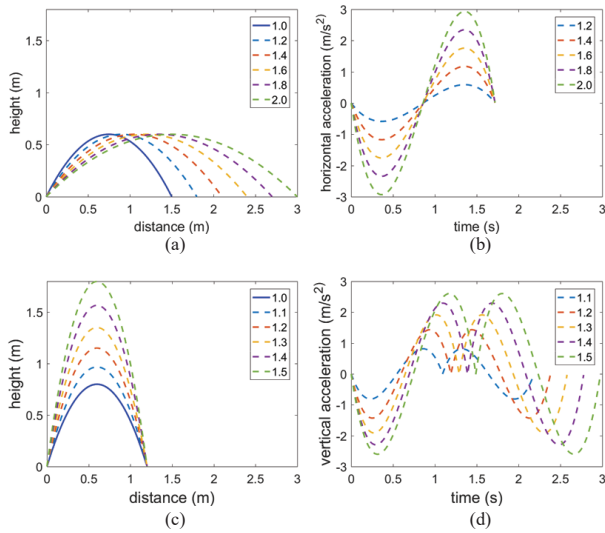 height (m)
1.5
1
0.5
0
0 0.5 1 1.5 2 2.5 3
distance (m)
1.0
1.2
1.4
1.6
1.8
2.0
(a)
horizontal acceleration (m/s²)
3
2
1
0
-1
-2
-3
0 0.5 1 1.5 2 2.5 3
time (s)
1.2
1.4
1.6
1.8
2.0
(b)
height (m)
1.5
1
0.5
0
0 0.5 1 1.5 2 2.5 3
distance (m)
1.0
1.1
1.2
1.3
1.4
1.5
(c)
vertical acceleration (m/s²)
3
2
1
0
-1
-2
-3
0 0.5 1 1.5 2 2.5 3
time (s)
1.1
1.2
1.3
1.4
1.5
(d)